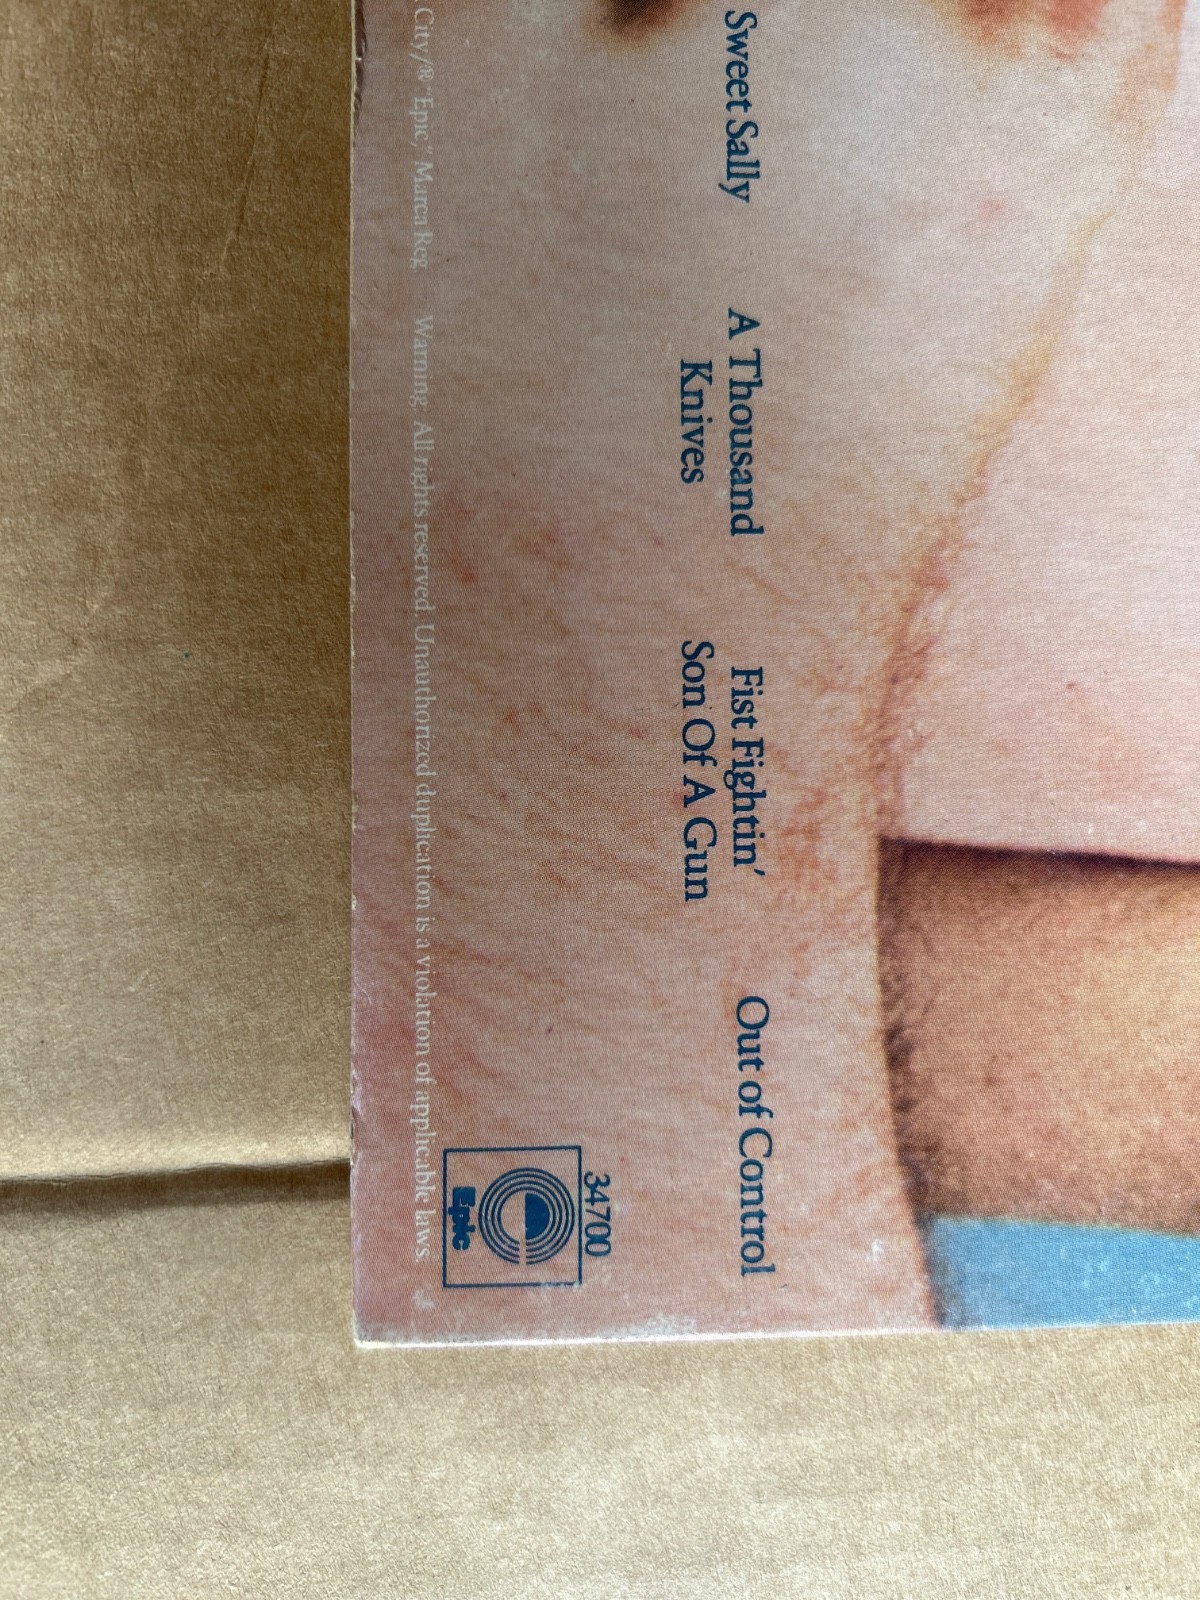 Sweet Sally
A Thousand
Knives
Fist Fightin'
Son Of A Gun
Out of Control
34700
Epic
City/® "Epic," Marca Reg. Warning: All rights reserved. Unauthorized duplication is a violation of applicable laws.